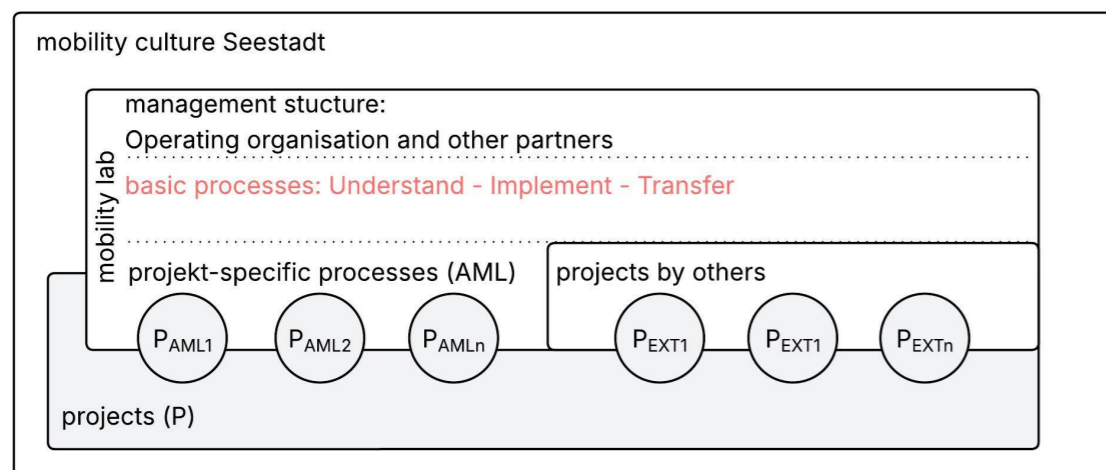 mobility culture Seestadt
mobility lab
management stucture:
Operating organisation and other partners
basic processes: Understand - Implement - Transfer
projekt-specific processes (AML)
projects by others
PAML1
PAML2
PAMLn
PEXT1
PEXT1
PEXTn
projects (P)